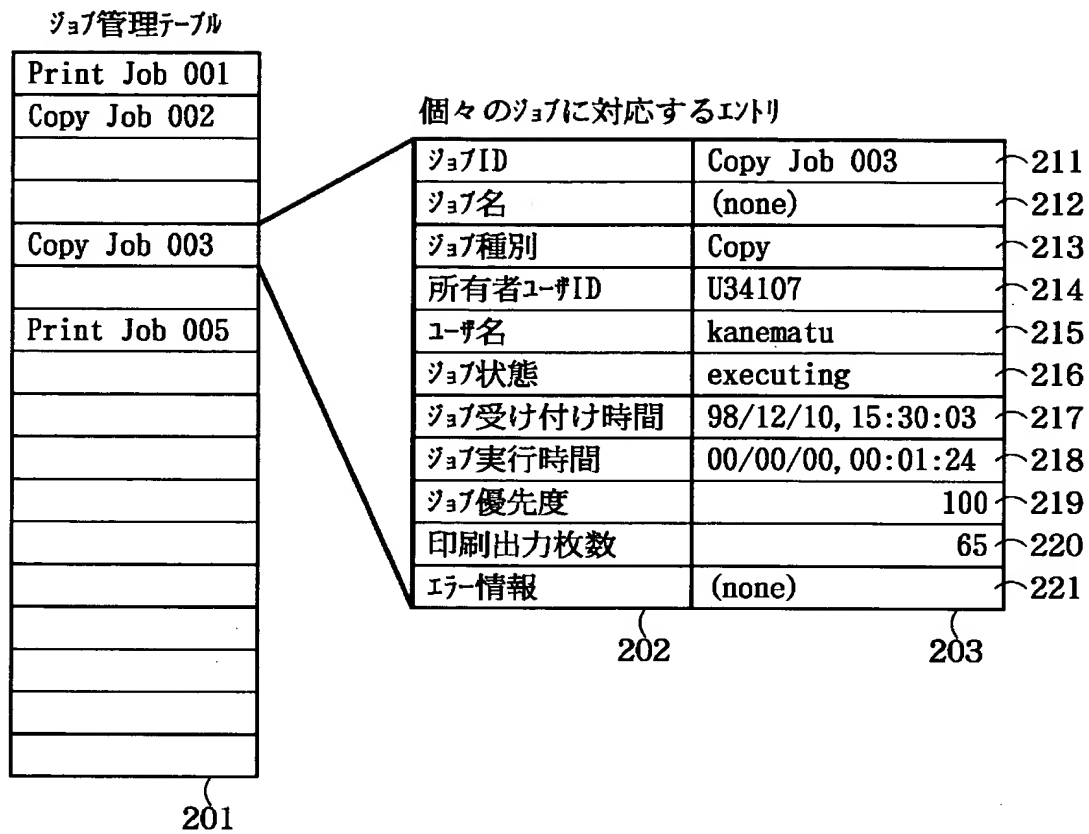 ジョブ管理テーブル
Print Job 001
Copy Job 002
Copy Job 003
Print Job 005
201
個々のジョブに対応するエントリ
ジョブID Copy Job 003 211
ジョブ名 (none) 212
ジョブ種別 Copy 213
所有者ユーザID U34107 214
ユーザ名 kanematu 215
ジョブ状態 executing 216
ジョブ受け付け時間 98/12/10,15:30:03 217
ジョブ実行時間 00/00/00,00:01:24 218
ジョブ優先度 100 219
印刷出力枚数 65 220
エラー情報 (none) 221
202 203